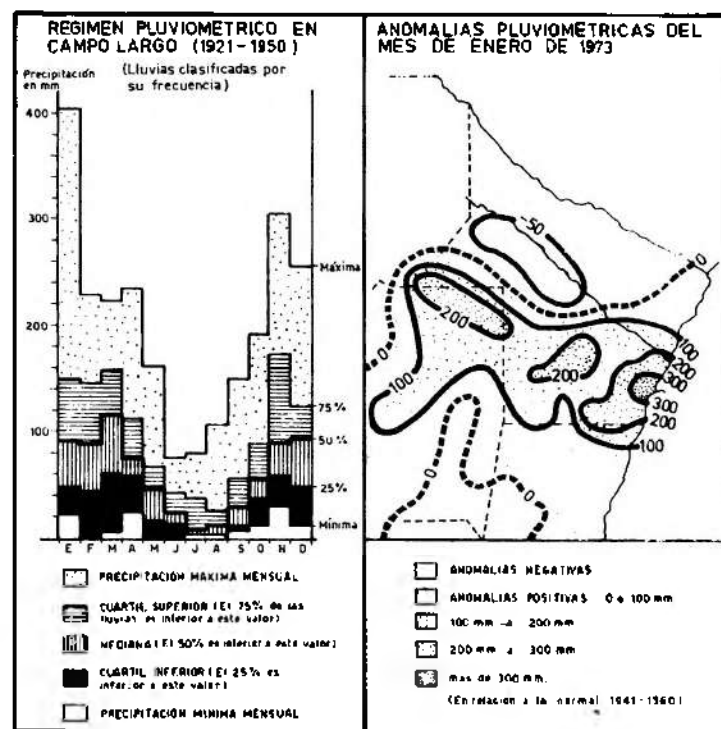 REGIMEN PLUVIOMETRICO EN
CAMPO LARGO (1921-1950)
(Lluvias clasificadas por
su frecuencia)
Precipitación
en mm
400
300
200
100
Máxima
75%
50%
25%
Mínima
E F M A M J J A S O N D
PRECIPITACION MAXIMA MENSUAL
CUARTIL SUPERIOR (El 75% de las
lluvias es inferior a este valor)
MEDIANA (El 50% es inferior a este valor)
CUARTIL INFERIOR (El 25% es
inferior a este valor)
PRECIPITACION MINIMA MENSUAL
ANOMALIAS PLUVIOMETRICAS DEL
MES DE ENERO DE 1973
-50
0
200
0
100
200
100
200
300
300
200
100
0
0
ANOMALIAS NEGATIVAS
ANOMALIAS POSITIVAS 0 a 100 mm
100 mm a 200 mm
200 mm a 300 mm
mas de 300 mm.
(En relación a la normal 1941-1960)